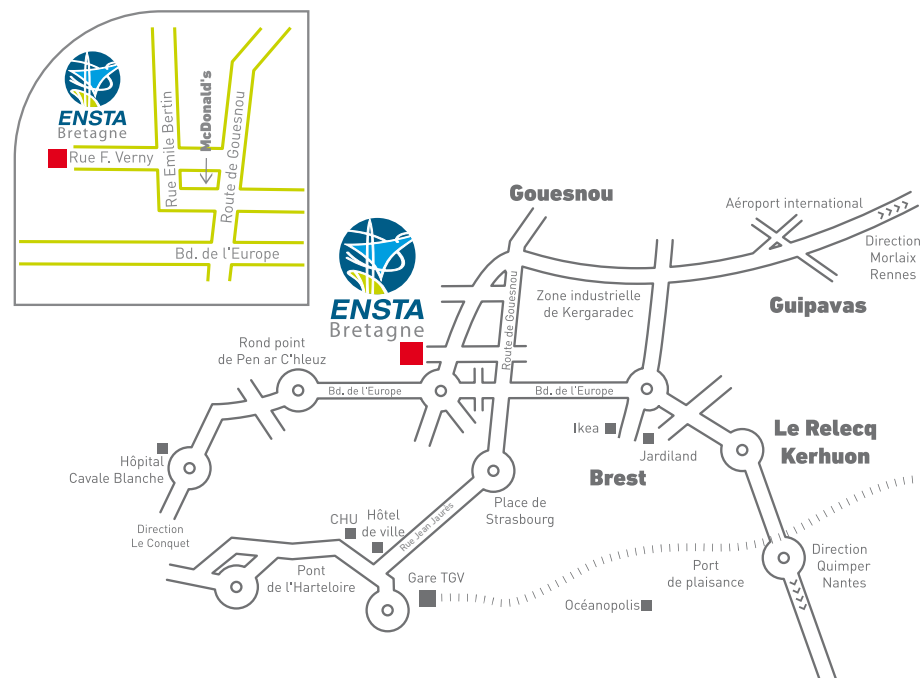 ENSTA
Bretagne
Rue F. Verny
Rue Emile Bertin
McDonald's
Route de Gouesnou
Bd. de l'Europe
Gouesnou
Aéroport international
Direction
Morlaix
Rennes
Guipavas
ENSTA
Bretagne
Route de Gouesnou
Zone industrielle
de Kergaradec
Rond point
de Pen ar C'hleuz
Bd. de l'Europe
Bd. de l'Europe
Ikea
Jardiland
Le Relecq
Kerhuon
Brest
Hôpital
Cavale Blanche
Place de
Strasbourg
Direction
Le Conquet
CHU
Hôtel
de ville
Rue Jean Jaurès
Pont
de l'Harteloire
Gare TGV
Port
de plaisance
Direction
Quimper
Nantes
Océanopolis